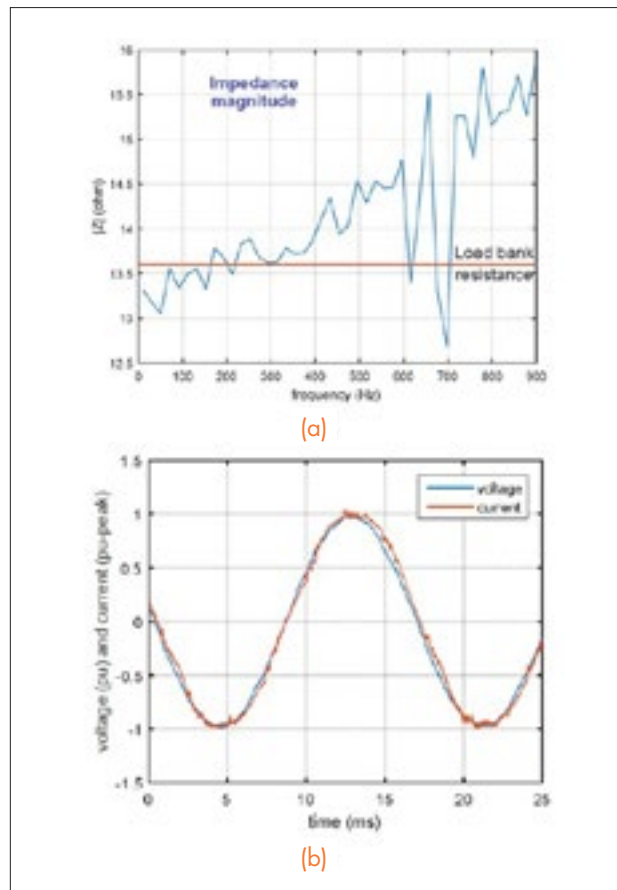 16
15.5
15
14.5
14
13.5
13
12.5
|Z| (ohm)
Impedance
magnitude
Load bank
resistance
0 100 200 300 400 500 600 700 800 900
frequency (Hz)
(a)
1.5
1
0.5
0
-0.5
-1
-1.5
voltage (pu) and current (pu-peak)
voltage
current
0 5 10 15 20 25
time (ms)
(b)